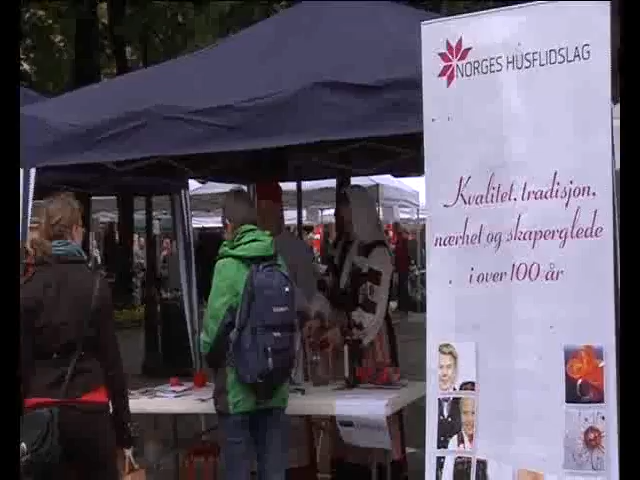 NORGES HUSFLIDSLAG
Kvalitet, tradisjon,
nærhet og skaperglede
i over 100 år